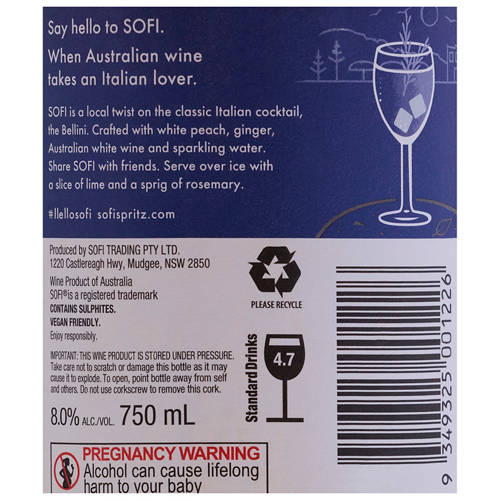 Say hello to SOFI.
When Australian wine
takes an Italian lover.
SOFI is a local twist on the classic Italian cocktail,
the Bellini. Crafted with white peach, ginger,
Australian white wine and sparkling water.
Share SOFI with friends. Serve over ice with
a slice of lime and a sprig of rosemary.
#llellosofi sofispritz.com
Produced by SOFI TRADING PTY LTD.
1220 Castlereagh Hwy, Mudgee, NSW 2850
Wine Product of Australia
SOFI® is a registered trademark
CONTAINS SULPHITES.
VEGAN FRIENDLY.
Enjoy responsibly.
IMPORTANT: THIS WINE PRODUCT IS STORED UNDER PRESSURE.
Take care not to scratch or damage this bottle as it may
cause it to explode. To open, point bottle away from self
and others. Do not use corkscrew to remove this cork.
8.0% ALC./VOL. 750 mL
PLEASE RECYCLE
Standard Drinks
4.7
9 349325 001226
PREGNANCY WARNING
Alcohol can cause lifelong
harm to your baby